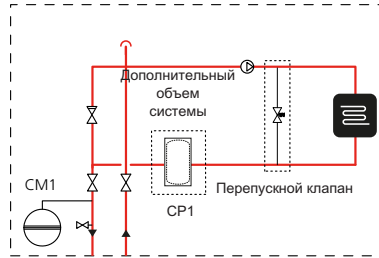 Дополнительный
объем
системы
CM1
CP1
Перепускной клапан